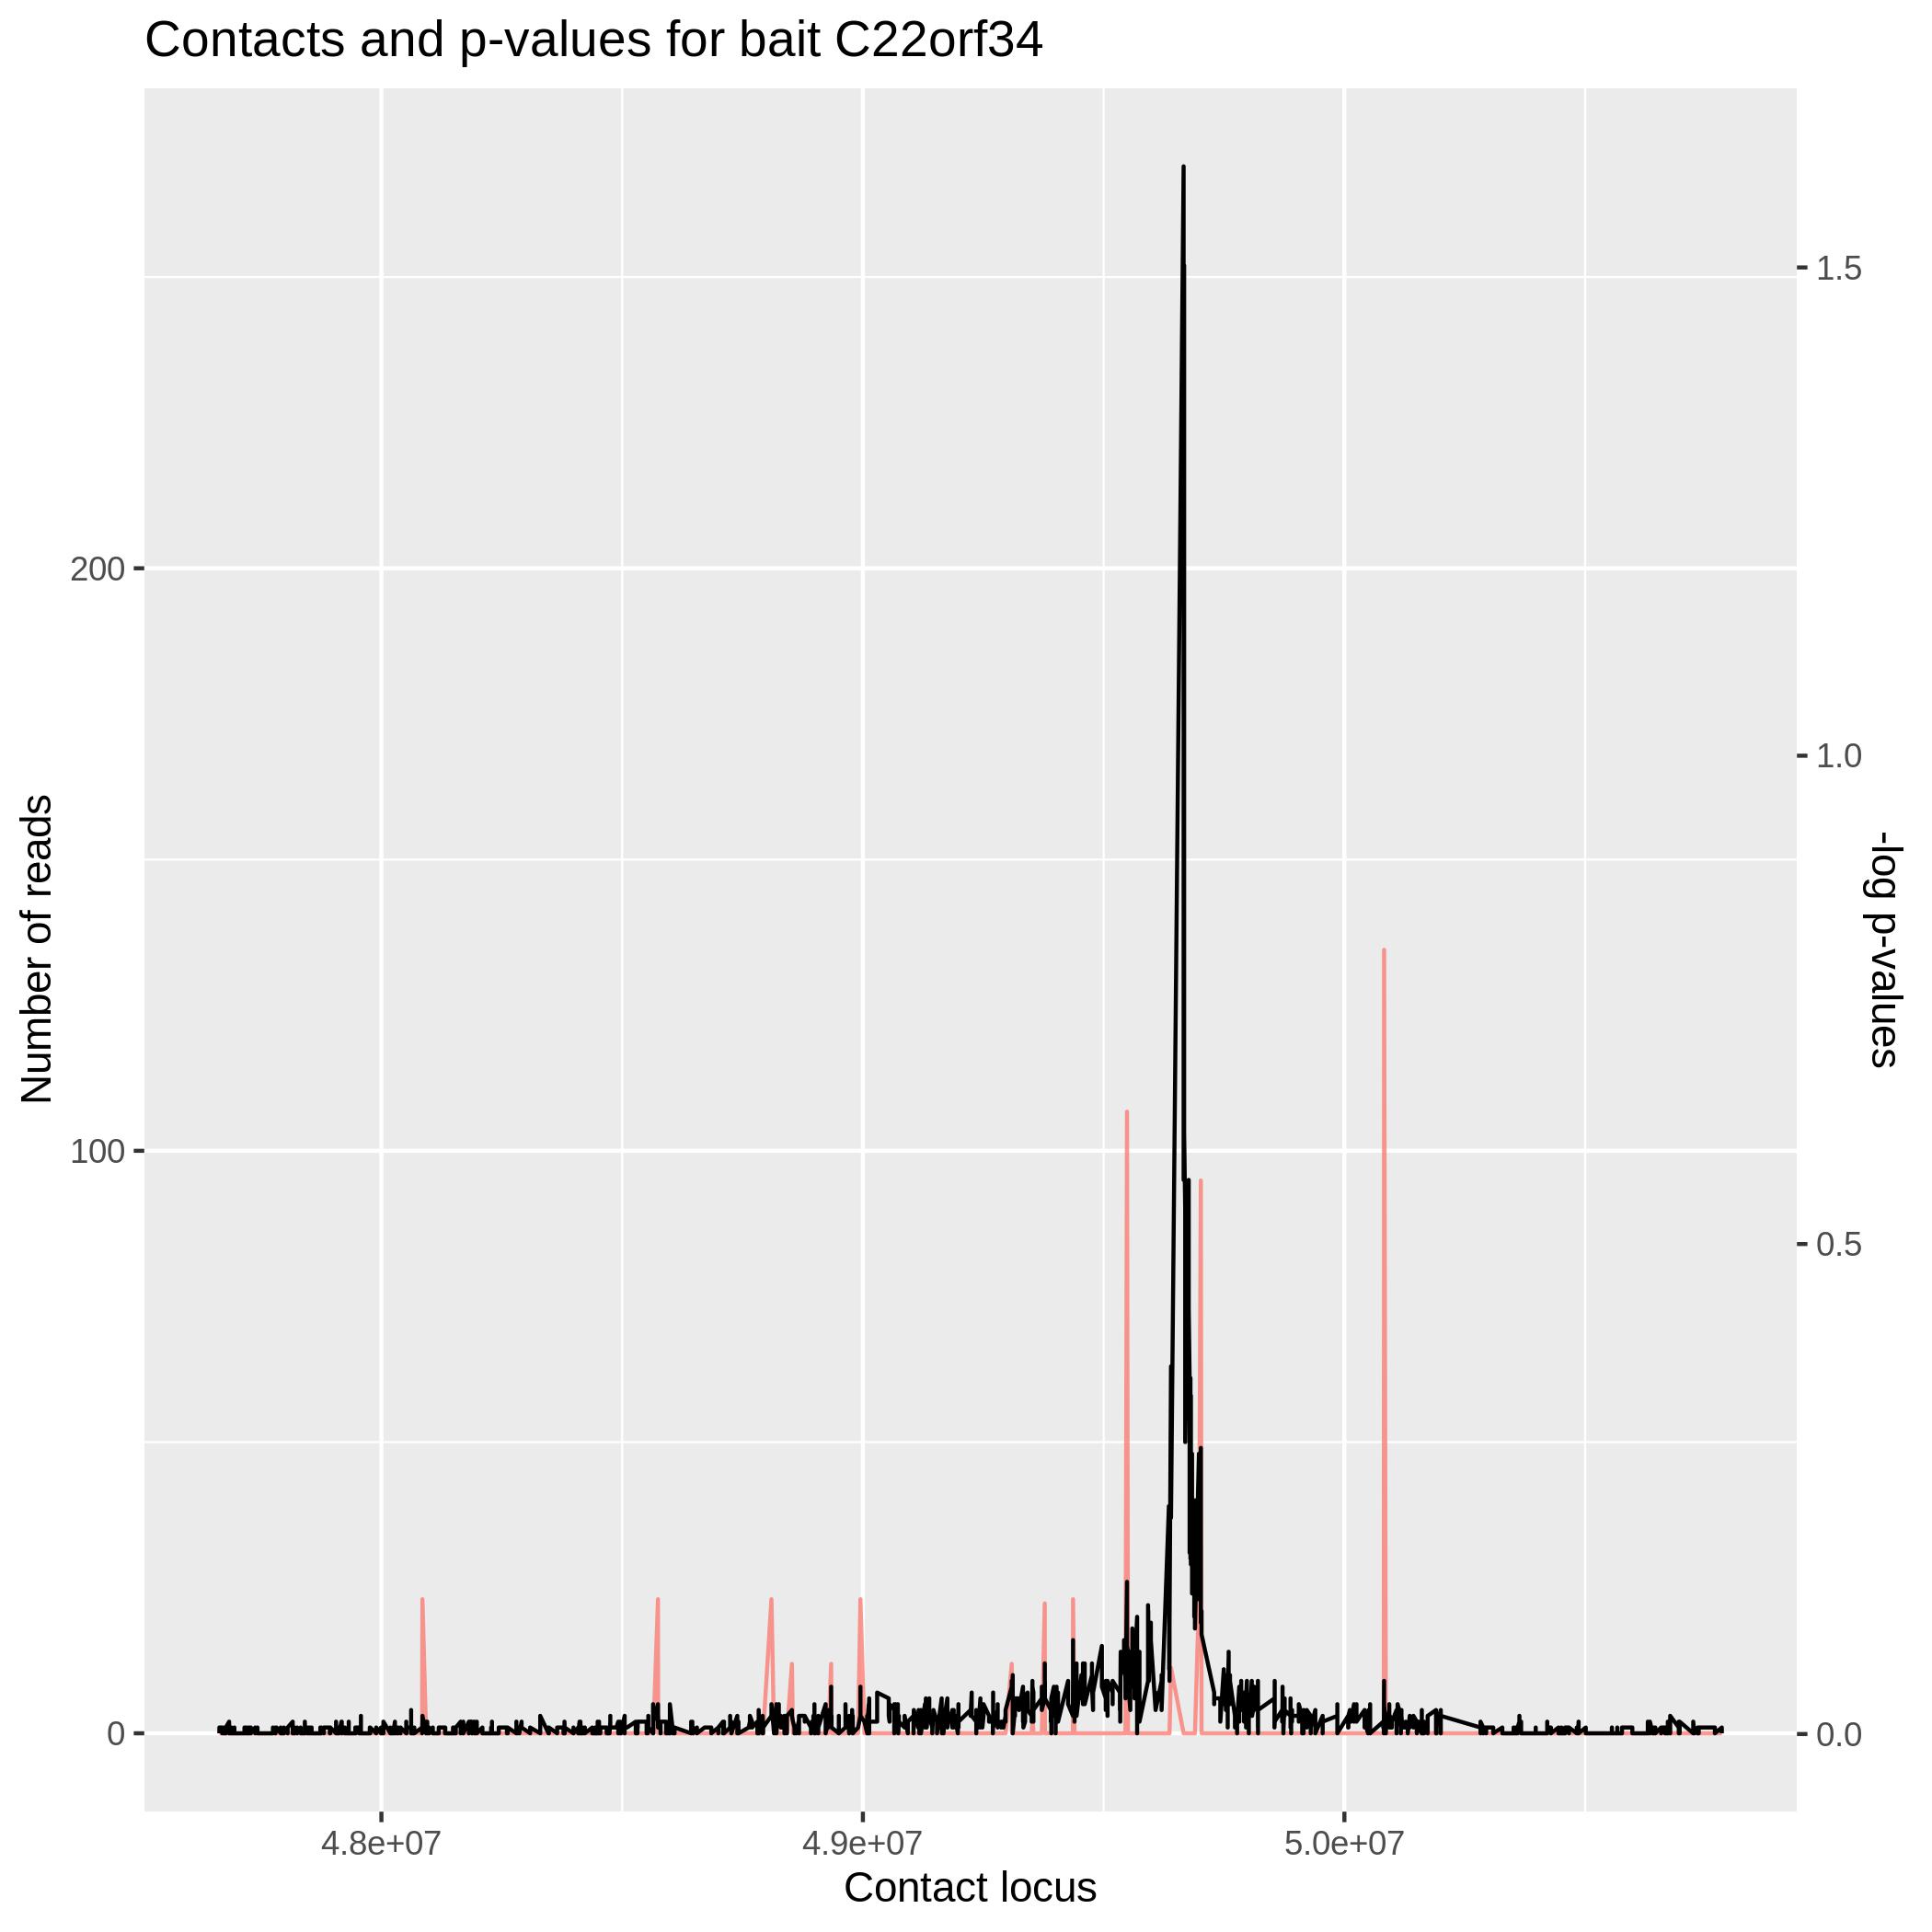 Contacts and p-values for bait C22orf34
Number of reads
200
100
0
1.5
1.0
0.5
0.0
-log p-values
4.8e+07
4.9e+07
5.0e+07
Contact locus